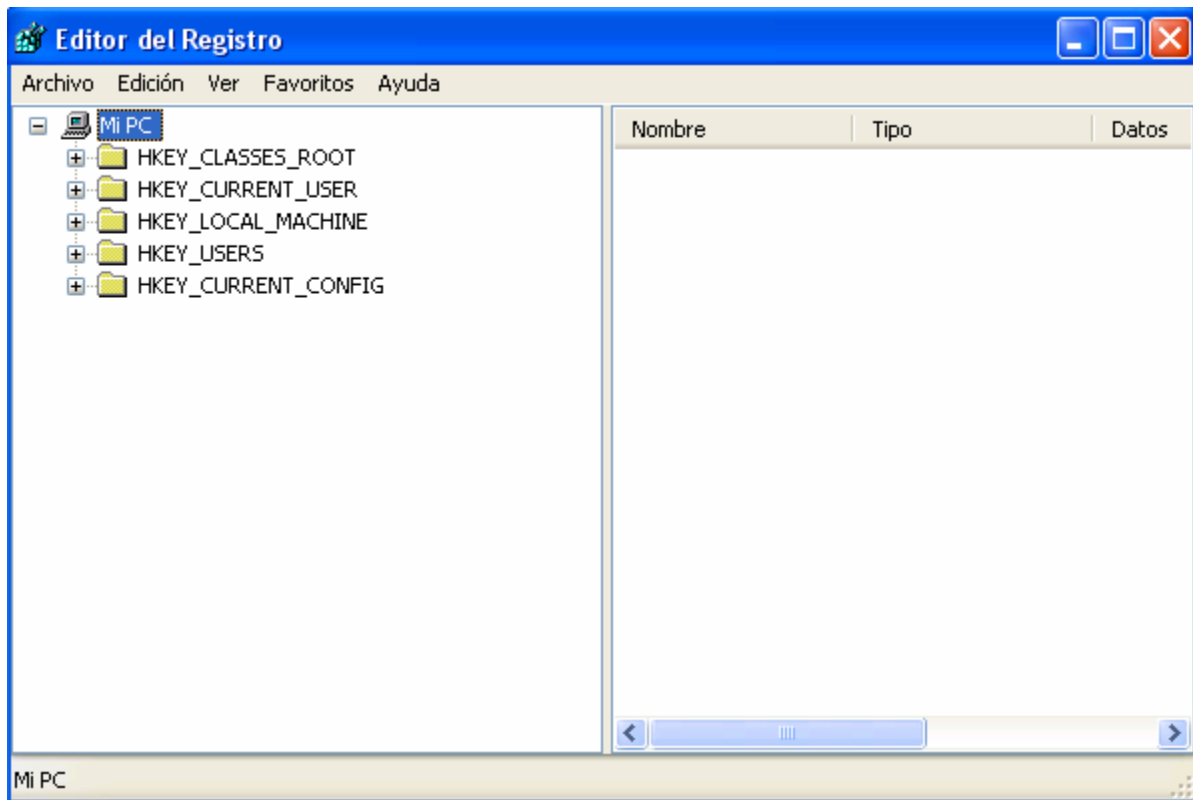 Editor del Registro
Archivo Edición Ver Favoritos Ayuda
Mi PC
HKEY_CLASSES_ROOT
HKEY_CURRENT_USER
HKEY_LOCAL_MACHINE
HKEY_USERS
HKEY_CURRENT_CONFIG
Nombre Tipo Datos
Mi PC